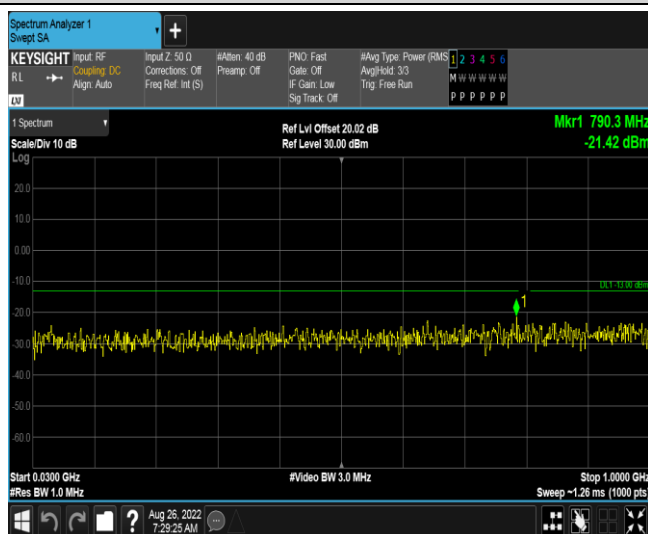 Spectrum Analyzer 1
Swept SA
+
KEYSIGHT
RL
LXI
Input: RF
Coupling: DC
Align: Auto
Input Z: 50 Ω
Corrections: Off
Freq Ref: Int (S)
#Atten: 40 dB
Preamp: Off
PNO: Fast
Gate: Off
IF Gain: Low
Sig Track: Off
#Avg Type: Power (RMS
Avg|Hold: 3/3
Trig: Free Run
1 2 3 4 5 6
M W W W W W
P P P P P P
1 Spectrum
Scale/Div 10 dB
Log
Ref Lvl Offset 20.02 dB
Ref Level 30.00 dBm
Mkr1 790.3 MHz
-21.42 dBm
20.0
10.0
0.00
-10.0
DL1 -13.00 dBm
1
-20.0
-30.0
-40.0
-50.0
-60.0
Start 0.0300 GHz
#Res BW 1.0 MHz
#Video BW 3.0 MHz
Stop 1.0000 GHz
Sweep ~1.26 ms (1000 pts)
?
Aug 26, 2022
7:29:25 AM